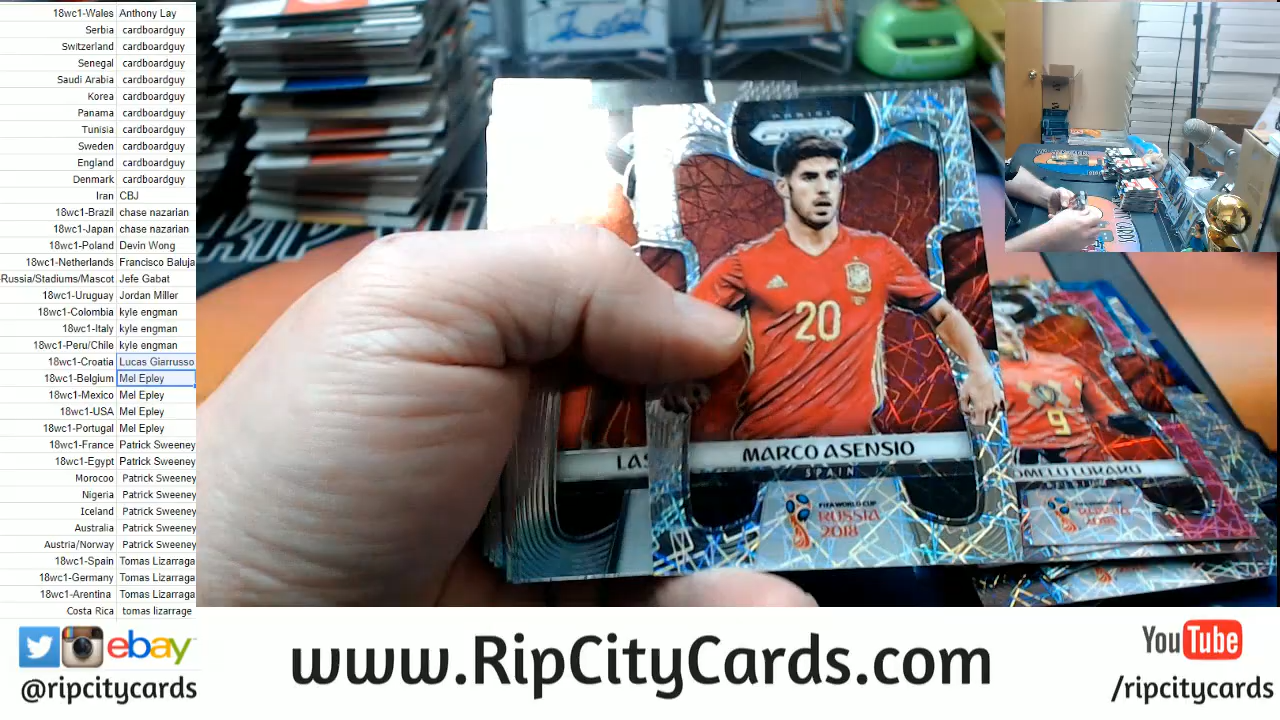 18wc1-Wales Anthony Lay
Serbia cardboardguy
Switzerland cardboardguy
Senegal cardboardguy
Saudi Arabia cardboardguy
Korea cardboardguy
Panama cardboardguy
Tunisia cardboardguy
Sweden cardboardguy
England cardboardguy
Denmark cardboardguy
Iran CBJ
18wc1-Brazil chase nazarian
18wc1-Japan chase nazarian
18wc1-Poland Devin Wong
18wc1-Netherlands Francisco Baluja
-Russia/Stadiums/Mascot Jefe Gabat
18wc1-Uruguay Jordan Miller
18wc1-Colombia kyle engman
18wc1-Italy kyle engman
18wc1-Peru/Chile kyle engman
18wc1-Croatia Lucas Giarrusso
18wc1-Belgium Mel Epley
18wc1-Mexico Mel Epley
18wc1-USA Mel Epley
18wc1-Portugal Mel Epley
18wc1-France Patrick Sweeney
18wc1-Egypt Patrick Sweeney
Morocoo Patrick Sweeney
Nigeria Patrick Sweeney
Iceland Patrick Sweeney
Australia Patrick Sweeney
Austria/Norway Patrick Sweeney
18wc1-Spain Tomas Lizarraga
18wc1-Germany Tomas Lizarraga
18wc1-Arentina Tomas Lizarraga
Costa Rica tomas lizarrage
PANINI
PRIZM
20
LAS
MARCO ASENSIO
SPAIN
FIFA WORLD CUP
RUSSIA
2018
9
OMELU LUKAKU
ebay
@ripcitycards
www.RipCityCards.com
YouTube
/ripcitycards